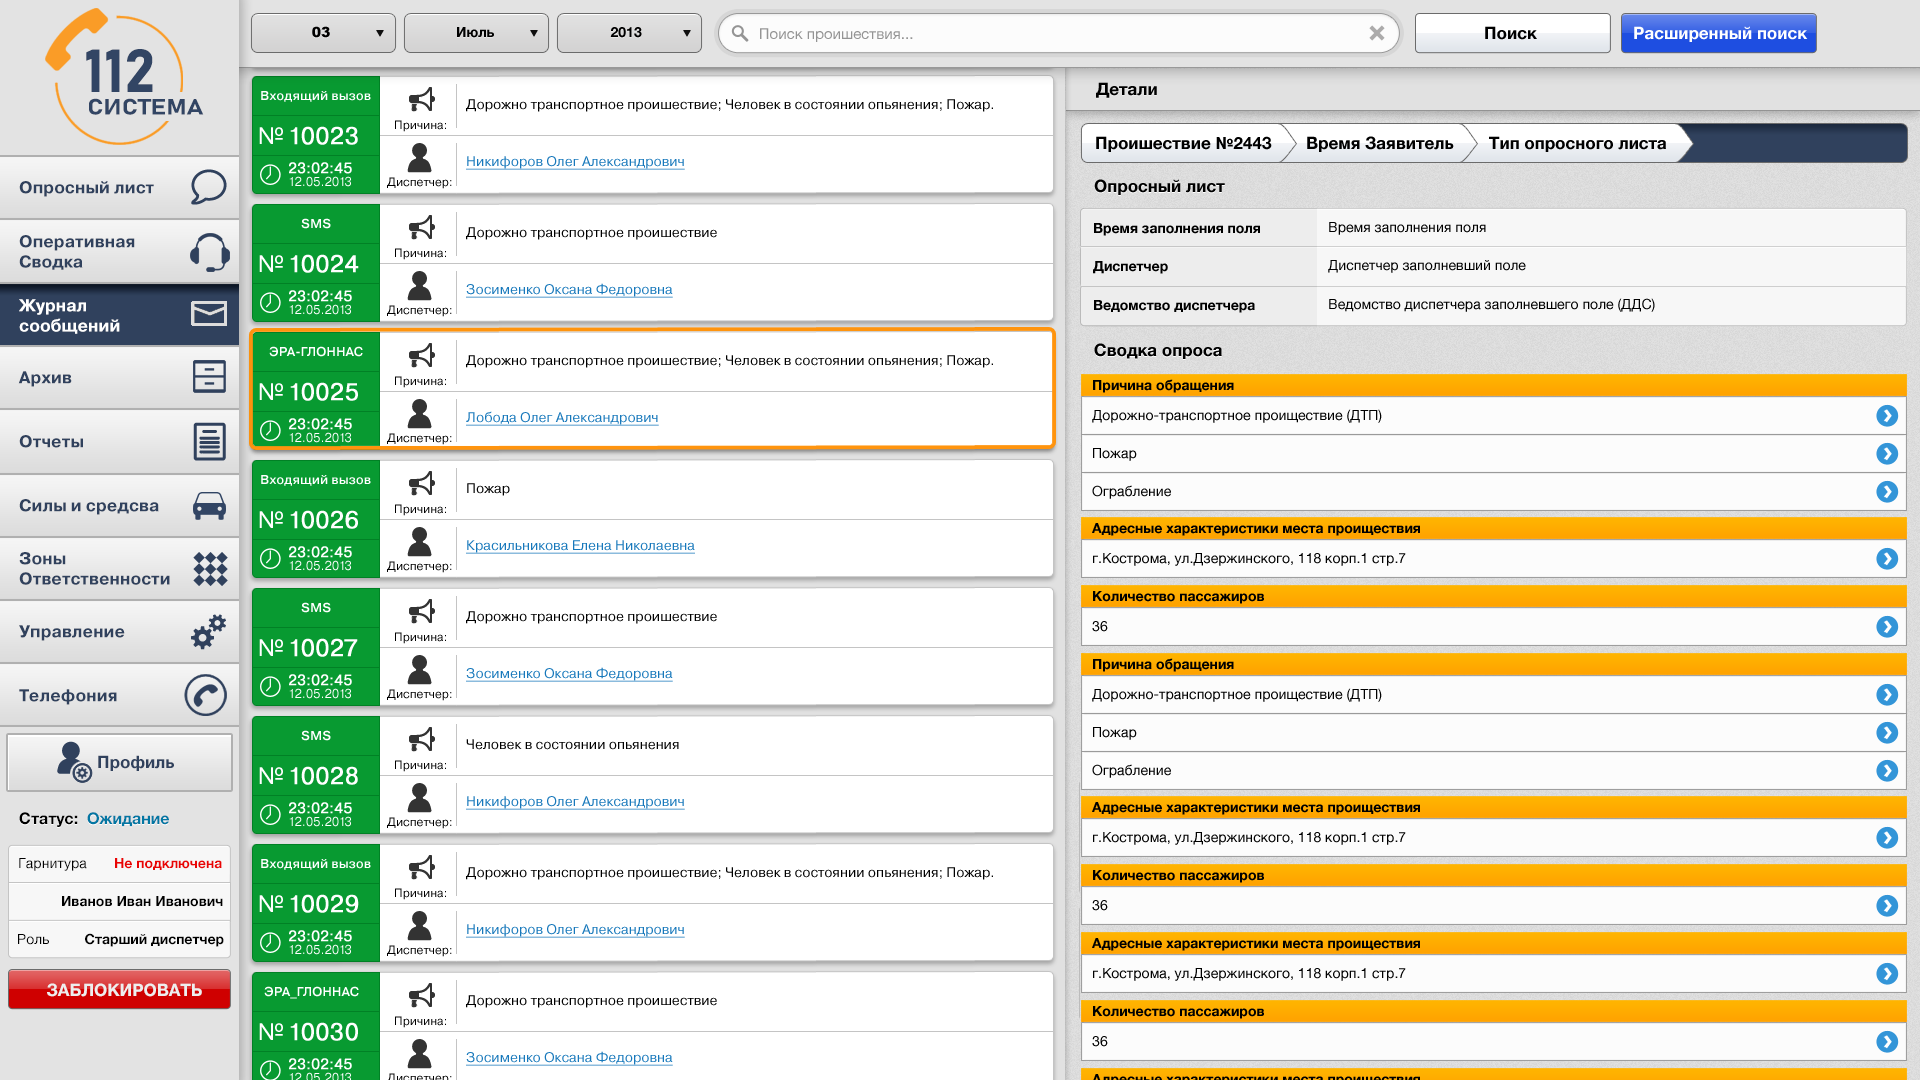 112
СИСТЕМА
Опросный лист
Оперативная
Сводка
Журнал
сообщений
Архив
Отчеты
Силы и средсва
Зоны
Ответственности
Управление
Телефония
Профиль
Статус: Ожидание
Гарнитура Не подключена
Иванов Иван Иванович
Роль Старший диспетчер
ЗАБЛОКИРОВАТЬ
03
Июль
2013
Поиск проишествия...
Поиск
Расширенный поиск
Входящий вызов
№ 10023
23:02:45
12.05.2013
Причина:
Дорожно транспортное проишествие; Человек в состоянии опьянения; Пожар.
Диспетчер:
Никифоров Олег Александрович
SMS
№ 10024
23:02:45
12.05.2013
Причина:
Дорожно транспортное проишествие
Диспетчер:
Зосименко Оксана Федоровна
ЭРА-ГЛОННАС
№ 10025
23:02:45
12.05.2013
Причина:
Дорожно транспортное проишествие; Человек в состоянии опьянения; Пожар.
Диспетчер:
Лобода Олег Александрович
Входящий вызов
№ 10026
23:02:45
12.05.2013
Причина:
Пожар
Диспетчер:
Красильникова Елена Николаевна
SMS
№ 10027
23:02:45
12.05.2013
Причина:
Дорожно транспортное проишествие
Диспетчер:
Зосименко Оксана Федоровна
SMS
№ 10028
23:02:45
12.05.2013
Причина:
Человек в состоянии опьянения
Диспетчер:
Никифоров Олег Александрович
Входящий вызов
№ 10029
23:02:45
12.05.2013
Причина:
Дорожно транспортное проишествие; Человек в состоянии опьянения; Пожар.
Диспетчер:
Никифоров Олег Александрович
ЭРА_ГЛОННАС
№ 10030
23:02:45
12.05.2013
Причина:
Дорожно транспортное проишествие
Диспетчер:
Зосименко Оксана Федоровна
Детали
Проишествие №2443
Время Заявитель
Тип опросного листа
Опросный лист
Время заполнения поля Время заполнения поля
Диспетчер Диспетчер заполневший поле
Ведомство диспетчера Ведомство диспетчера заполневшего поле (ДДС)
Сводка опроса
Причина обращения
Дорожно-транспортное проиществие (ДТП)
Пожар
Ограбление
Адресные характеристики места проиществия
г.Кострома, ул.Дзержинского, 118 корп.1 стр.7
Количество пассажиров
36
Причина обращения
Дорожно-транспортное проиществие (ДТП)
Пожар
Ограбление
Адресные характеристики места проиществия
г.Кострома, ул.Дзержинского, 118 корп.1 стр.7
Количество пассажиров
36
Адресные характеристики места проиществия
г.Кострома, ул.Дзержинского, 118 корп.1 стр.7
Количество пассажиров
36
Адресные характеристики места проиществия